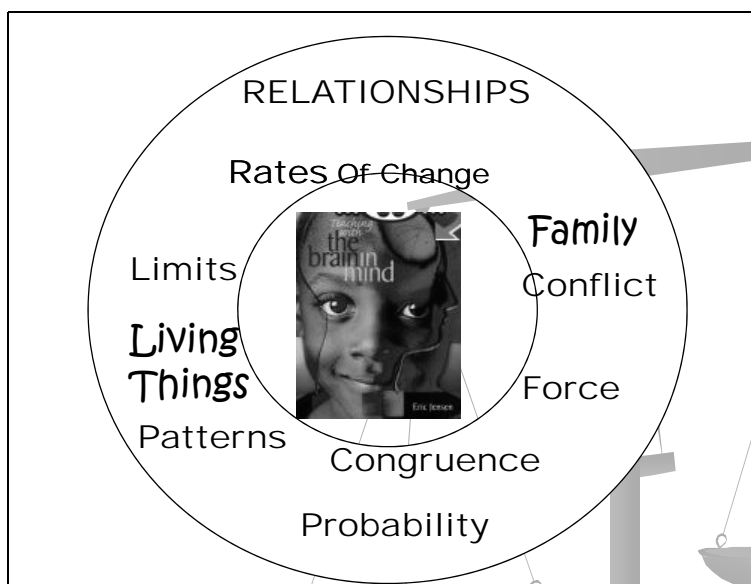 RELATIONSHIPS
Rates Of Change
Family
Conflict
Limits
Living
Things
Patterns
Force
Congruence
Probability
Teaching
with
the
brain in
mind
Eric Jensen